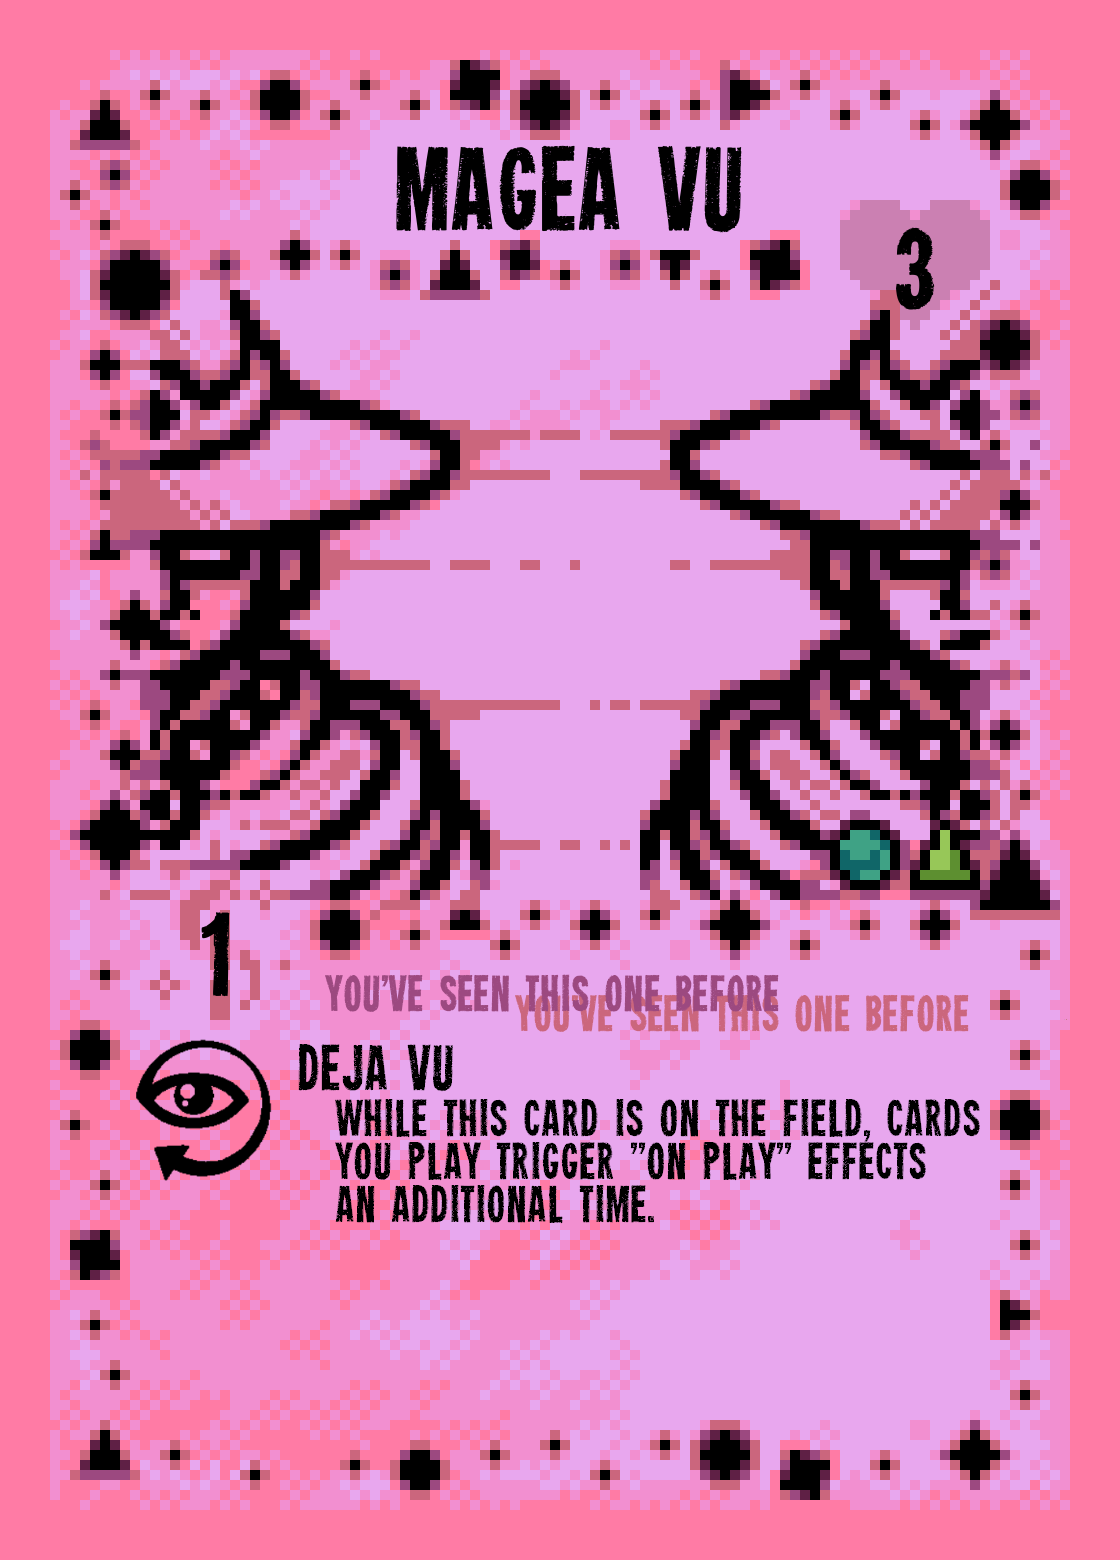 MAGEA VU
3
1
YOU'VE SEEN THIS ONE BEFORE
YOU'VE SEEN THIS ONE BEFORE
DEJA VU
WHILE THIS CARD IS ON THE FIELD, CARDS
YOU PLAY TRIGGER "ON PLAY" EFFECTS
AN ADDITIONAL TIME.